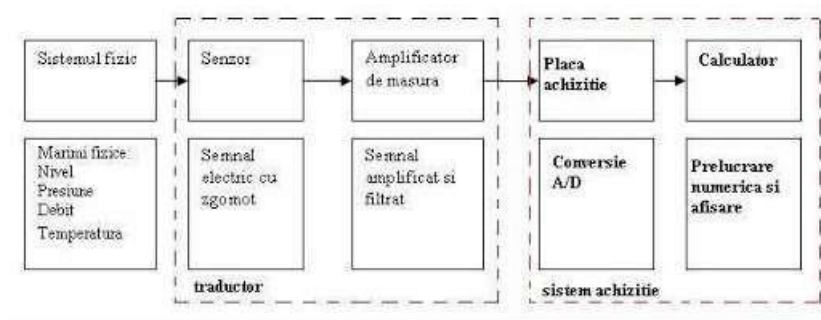 Sistemul fizic
Senzor
Amplificator
de masura
Placa
achizitie
Calculator
Marimi fizice:
Nivel
Presiune
Debit
Temperatura
Semnal
electric cu
zgomot
Semnal
amplificat si
filtrat
Conversie
A/D
Prelucrare
numerica si
afisare
traductor
sistem achizitie